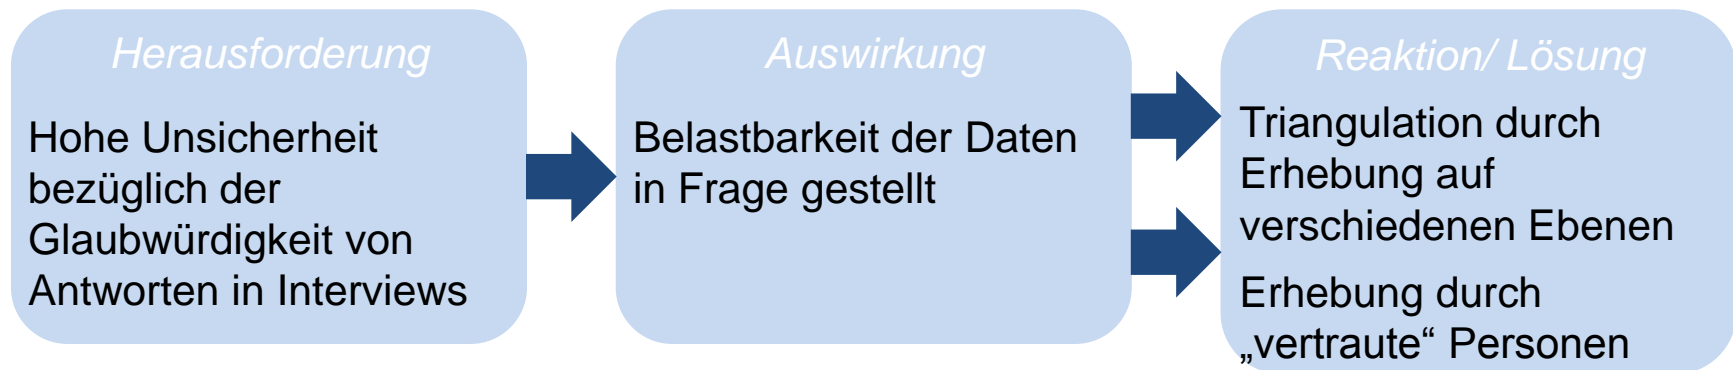 Herausforderung
Hohe Unsicherheit
bezüglich der
Glaubwürdigkeit von
Antworten in Interviews
Auswirkung
Belastbarkeit der Daten
in Frage gestellt
Reaktion/ Lösung
Triangulation durch
Erhebung auf
verschiedenen Ebenen
Erhebung durch
„vertraute“ Personen